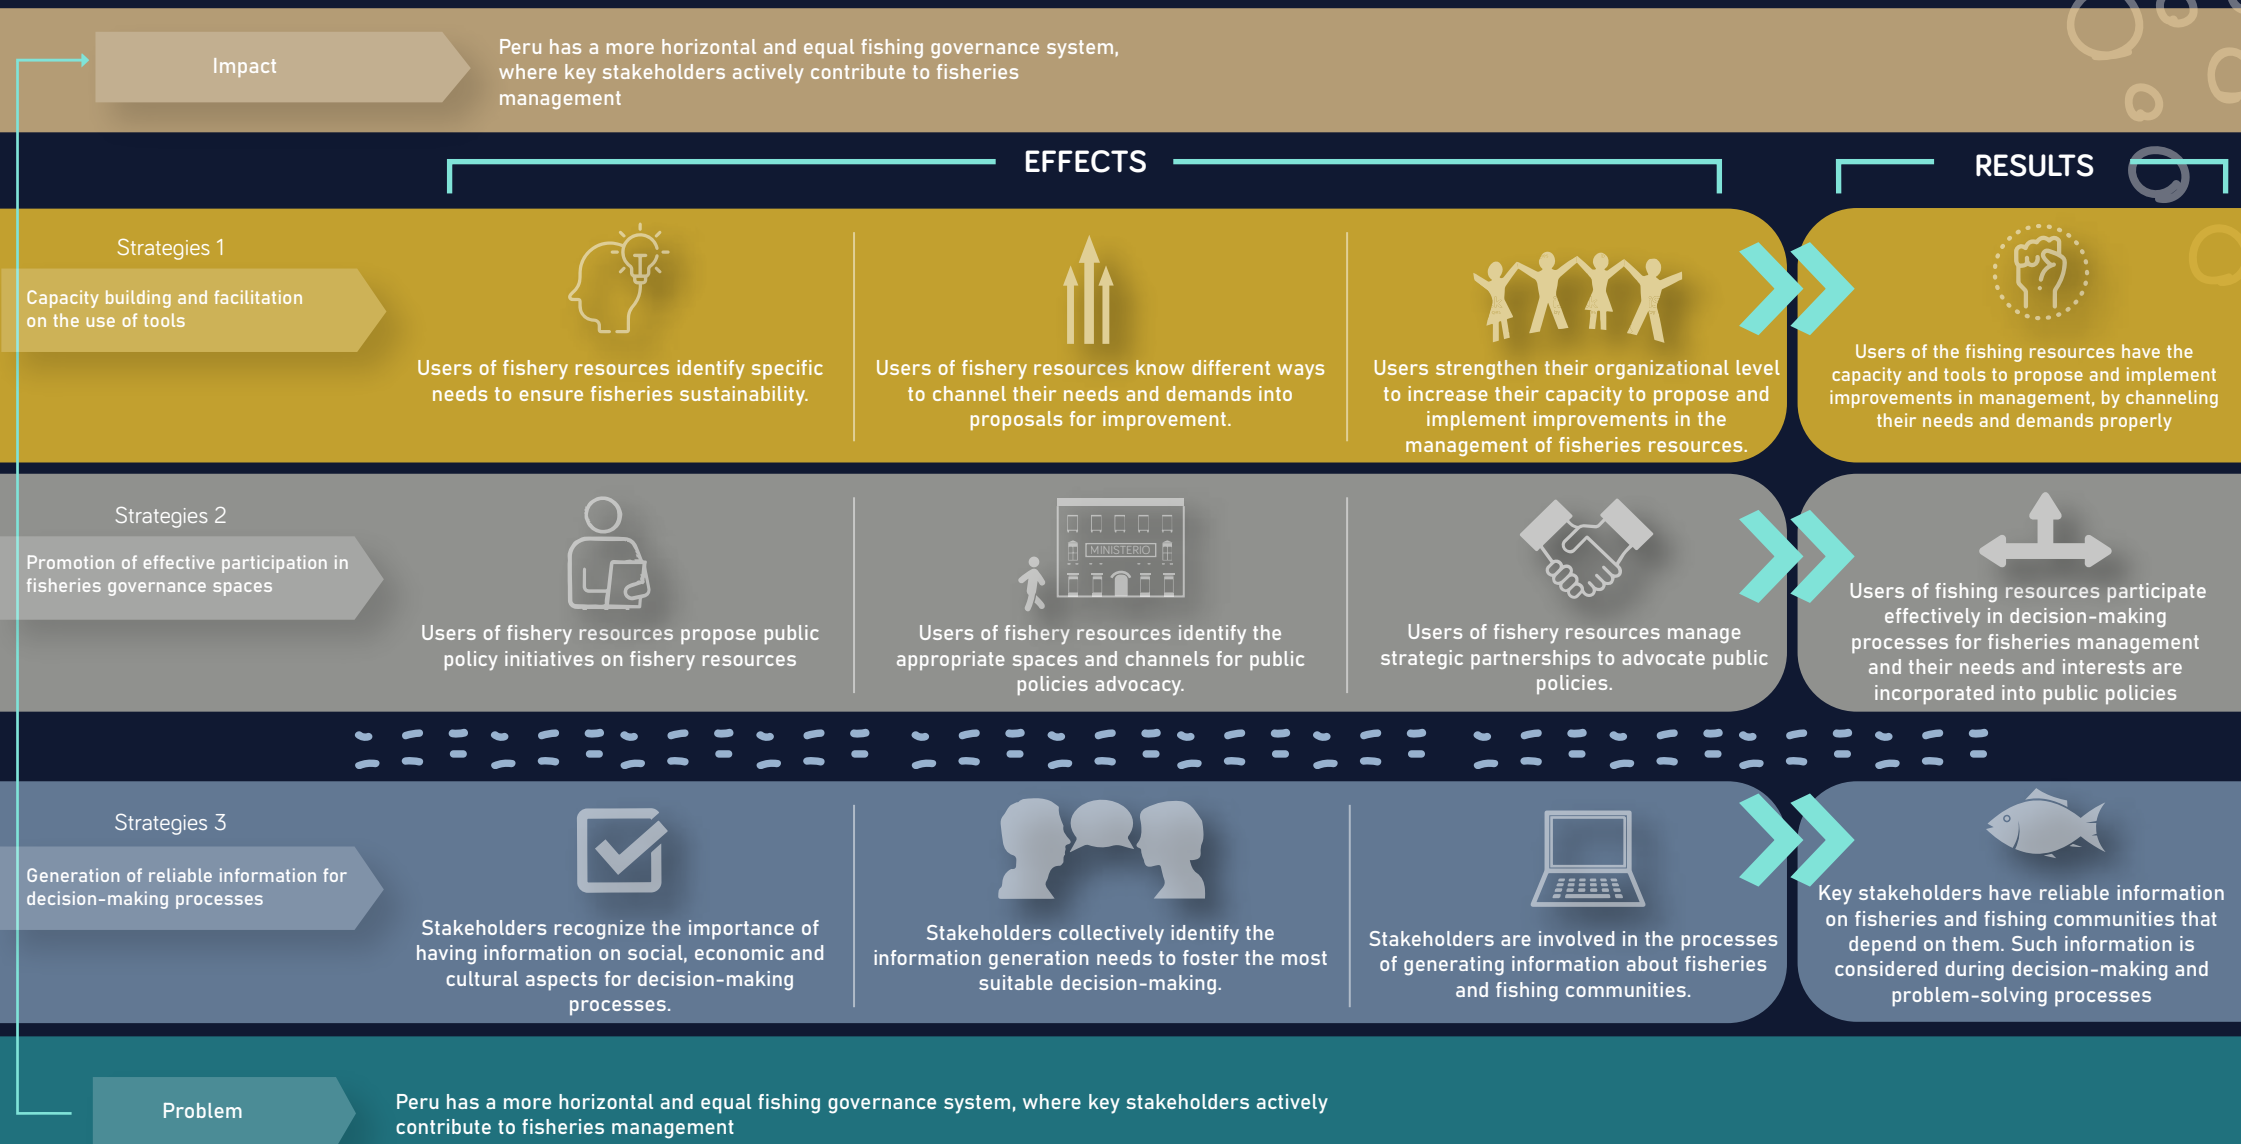 Impact
Peru has a more horizontal and equal fishing governance system,
where key stakeholders actively contribute to fisheries
management
EFFECTS
RESULTS
Strategies 1
Capacity building and facilitation
on the use of tools
Users of fishery resources identify specific
needs to ensure fisheries sustainability.
Users of fishery resources know different ways
to channel their needs and demands into
proposals for improvement.
Users strengthen their organizational level
to increase their capacity to propose and
implement improvements in the
management of fisheries resources.
Users of the fishing resources have the
capacity and tools to propose and implement
improvements in management, by channeling
their needs and demands properly
Strategies 2
Promotion of effective participation in
fisheries governance spaces
Users of fishery resources propose public
policy initiatives on fishery resources
MINISTERIO
Users of fishery resources identify the
appropriate spaces and channels for public
policies advocacy.
Users of fishery resources manage
strategic partnerships to advocate public
policies.
Users of fishing resources participate
effectively in decision-making
processes for fisheries management
and their needs and interests are
incorporated into public policies
Strategies 3
Generation of reliable information for
decision-making processes
Stakeholders recognize the importance of
having information on social, economic and
cultural aspects for decision-making
processes.
Stakeholders collectively identify the
information generation needs to foster the most
suitable decision-making.
Stakeholders are involved in the processes
of generating information about fisheries
and fishing communities.
Key stakeholders have reliable information
on fisheries and fishing communities that
depend on them. Such information is
considered during decision-making and
problem-solving processes
Problem
Peru has a more horizontal and equal fishing governance system, where key stakeholders actively
contribute to fisheries management